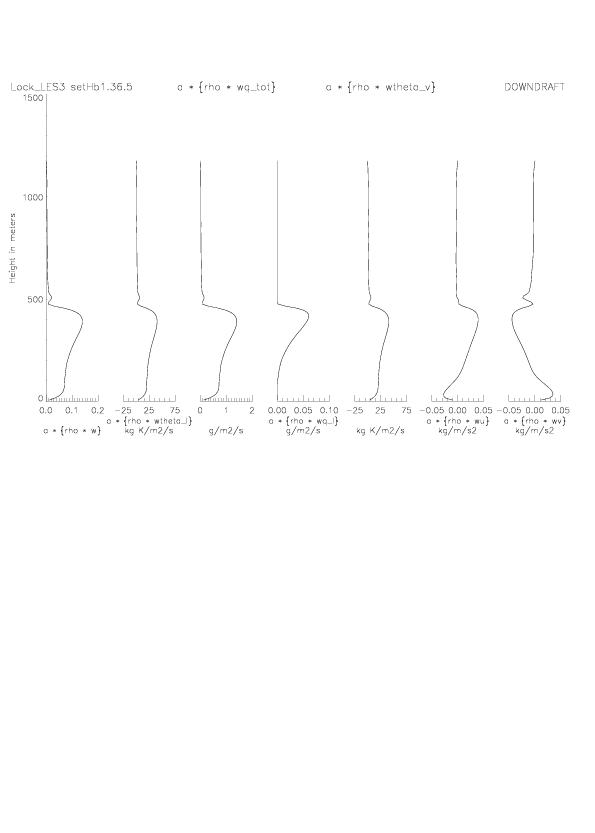 Lock_LES3 setHb1.36.5 a * {rho * wq_tot} a * {rho * wtheta_v} DOWNDRAFT
1500
1000
Height in meters
500
0
0.0 0.1 0.2 -25 25 75 0 1 2 0.00 0.05 0.10 -25 25 75 -0.05 0.00 0.05 -0.05 0.00 0.05
a * {rho * wtheta_l} a * {rho * wq_l} a * {rho * wu} a * {rho * wv}
a * {rho * w} kg K/m2/s g/m2/s g/m2/s kg K/m2/s kg/m/s2 kg/m/s2